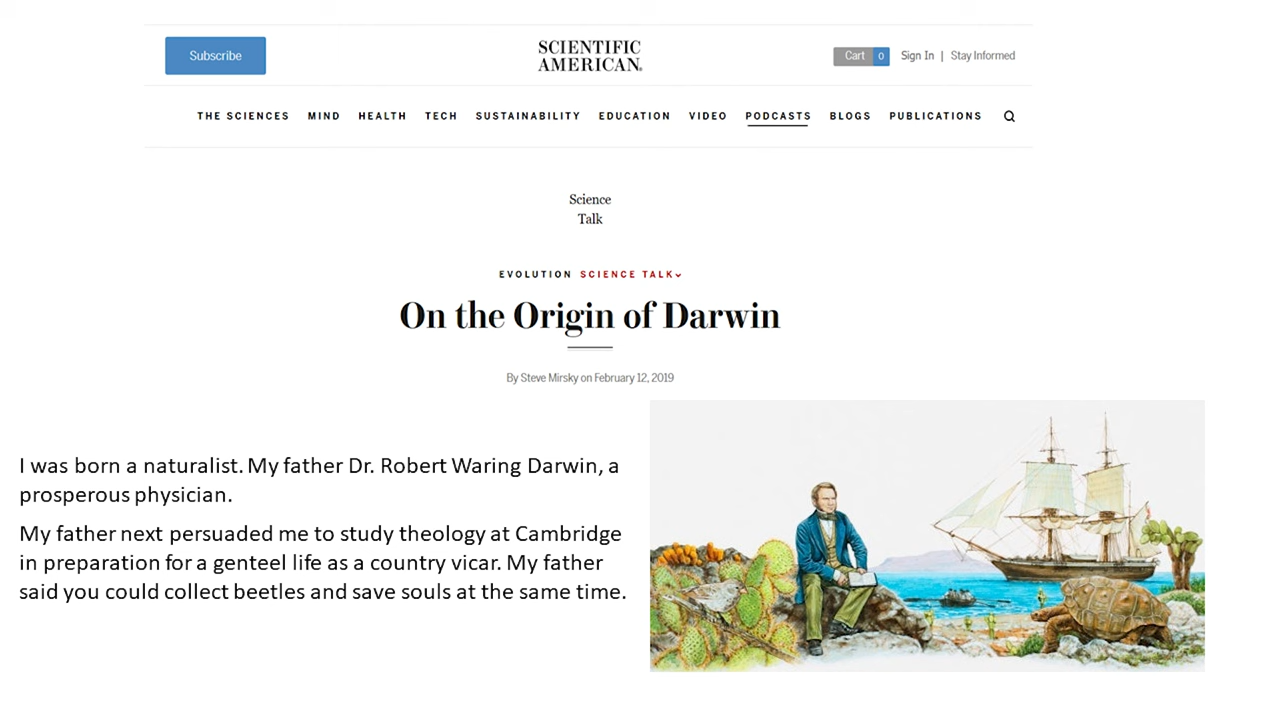 Subscribe
SCIENTIFIC
AMERICAN®
Cart 0 Sign In | Stay Informed
THE SCIENCES MIND HEALTH TECH SUSTAINABILITY EDUCATION VIDEO PODCASTS BLOGS PUBLICATIONS
Science
Talk
EVOLUTION SCIENCE TALK
On the Origin of Darwin
By Steve Mirsky on February 12, 2019
I was born a naturalist. My father Dr. Robert Waring Darwin, a
prosperous physician.
My father next persuaded me to study theology at Cambridge
in preparation for a genteel life as a country vicar. My father
said you could collect beetles and save souls at the same time.